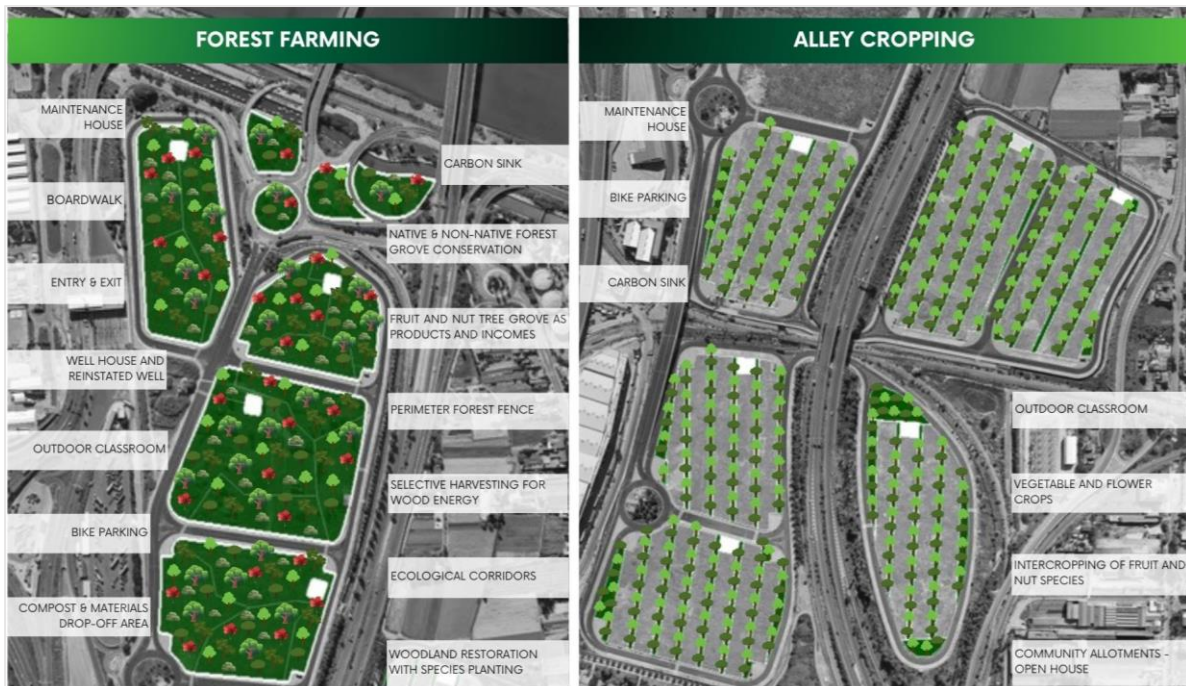 FOREST FARMING
MAINTENANCE
HOUSE
BOARDWALK
ENTRY & EXIT
WELL HOUSE AND
REINSTATED WELL
OUTDOOR CLASSROOM
BIKE PARKING
COMPOST & MATERIALS
DROP-OFF AREA
CARBON SINK
NATIVE & NON-NATIVE FOREST
GROVE CONSERVATION
FRUIT AND NUT TREE GROVE AS
PRODUCTS AND INCOMES
PERIMETER FOREST FENCE
SELECTIVE HARVESTING FOR
WOOD ENERGY
ECOLOGICAL CORRIDORS
WOODLAND RESTORATION
WITH SPECIES PLANTING
ALLEY CROPPING
MAINTENANCE
HOUSE
BIKE PARKING
CARBON SINK
OUTDOOR CLASSROOM
VEGETABLE AND FLOWER
CROPS
INTERCROPPING OF FRUIT AND
NUT SPECIES
COMMUNITY ALLOTMENTS -
OPEN HOUSE